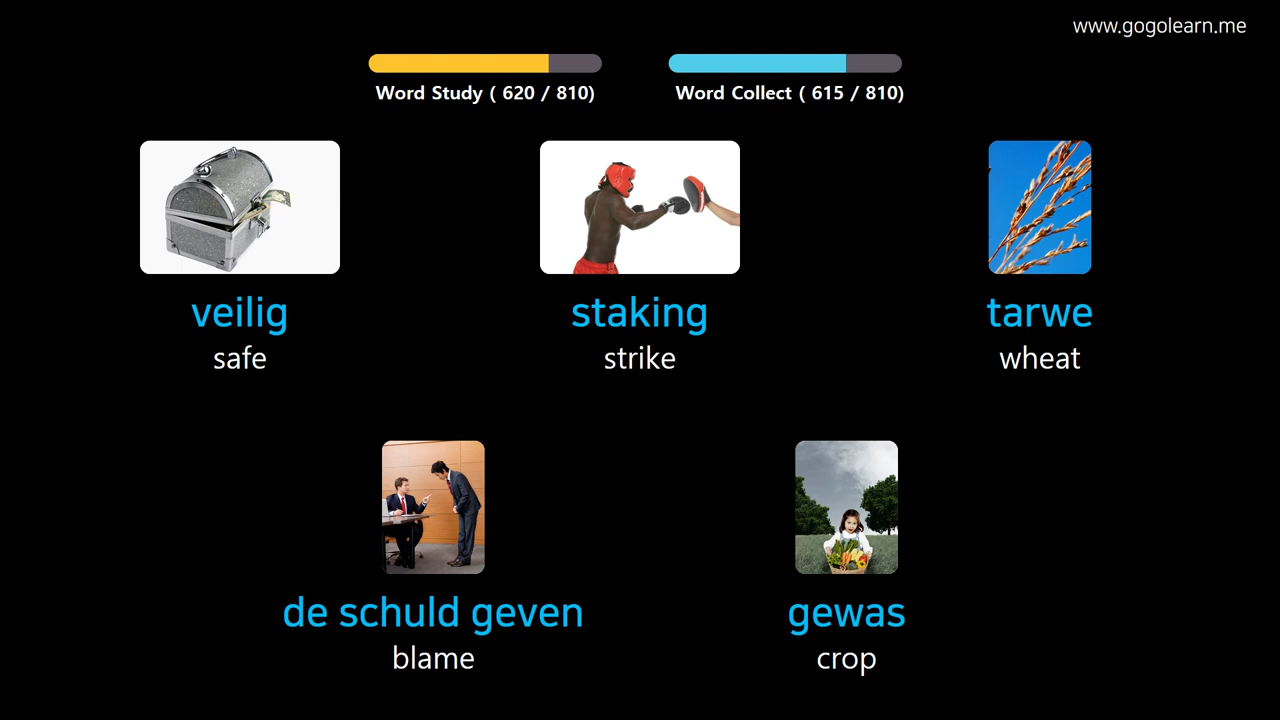 www.gogolearn.me
Word Study ( 620 / 810)
Word Collect ( 615 / 810)
veilig
safe
staking
strike
tarwe
wheat
de schuld geven
blame
gewas
crop